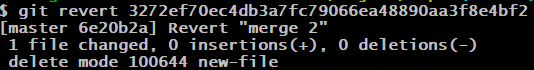 $ git revert 3272ef70ec4db3a7fc79066ea48890aa3f8e4bf2
[master 6e20b2a] Revert "merge 2"
1 file changed, 0 insertions(+), 0 deletions(-)
delete mode 100644 new-file